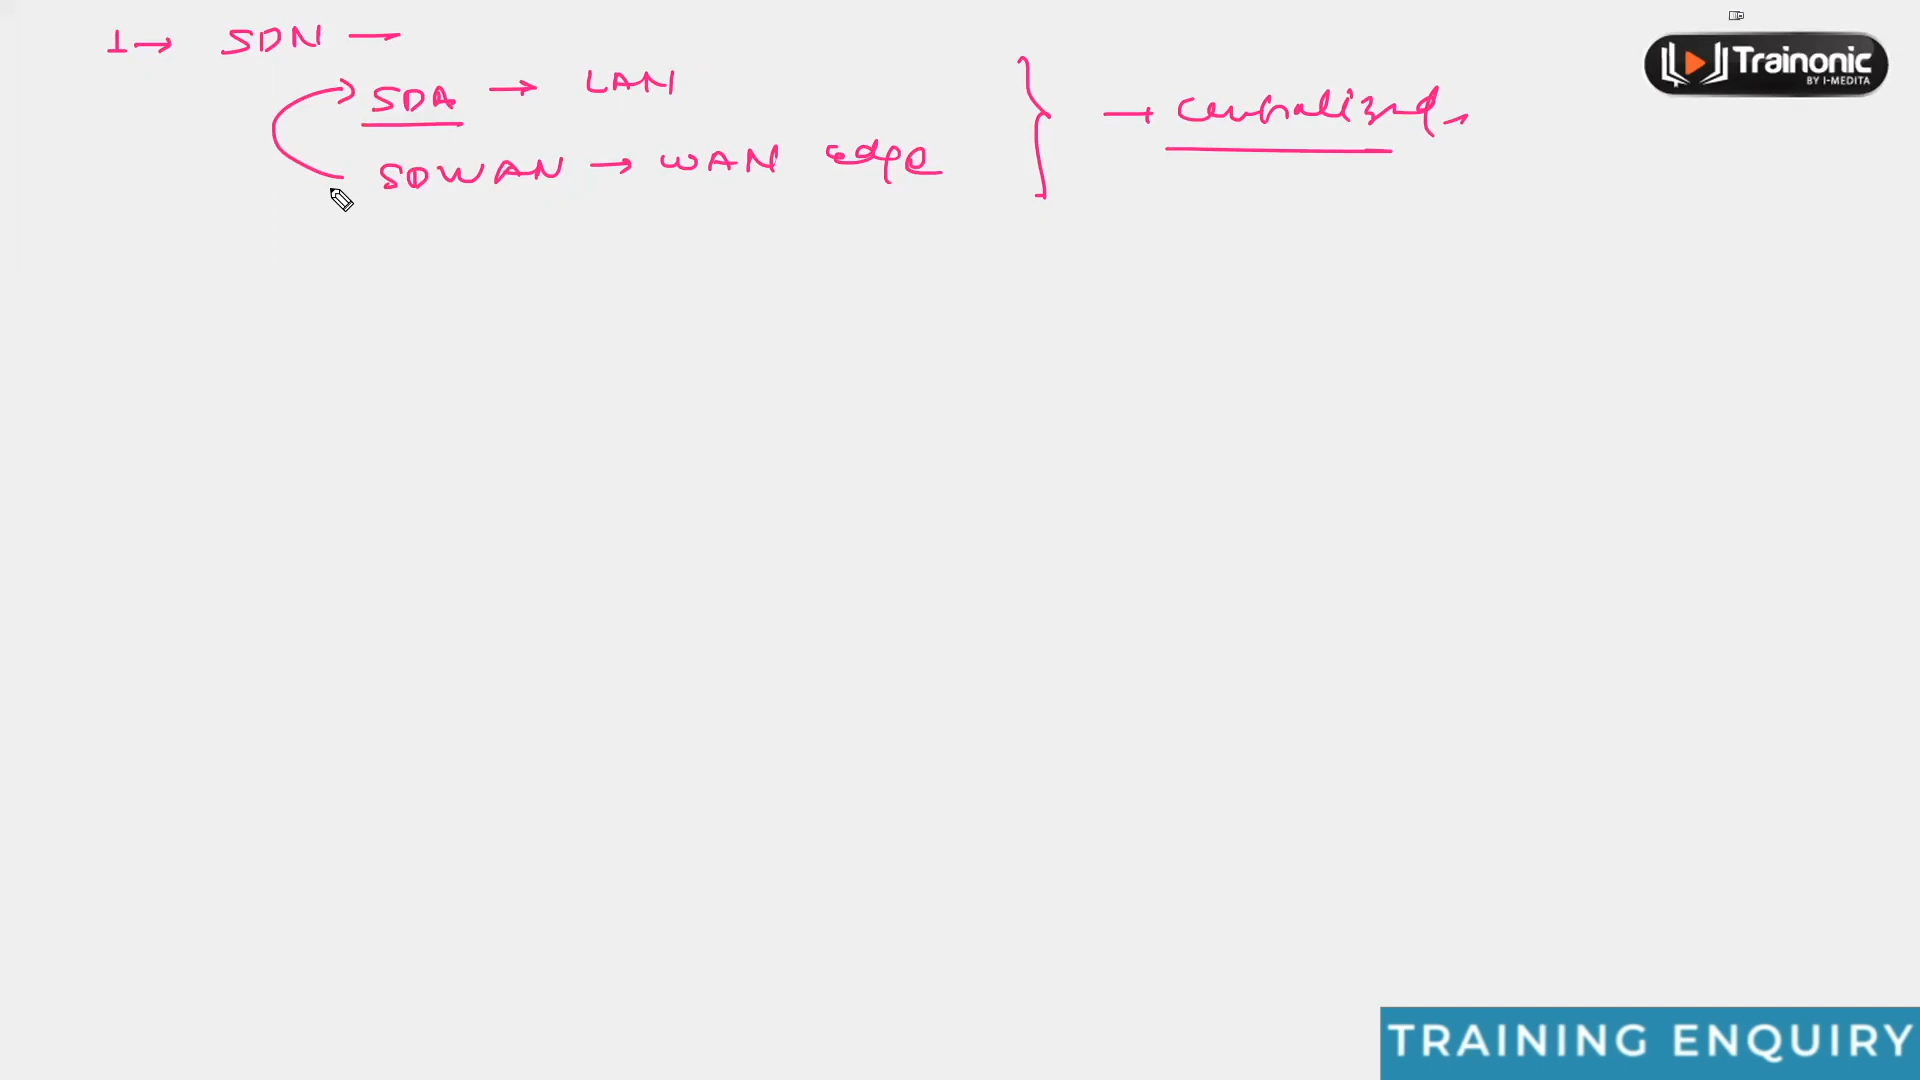 1→ SDN —
SDA → LAN
SDWAN → WAN edge
→ centralized
Trainonic
BY I-MEDITA
TRAINING ENQUIRY